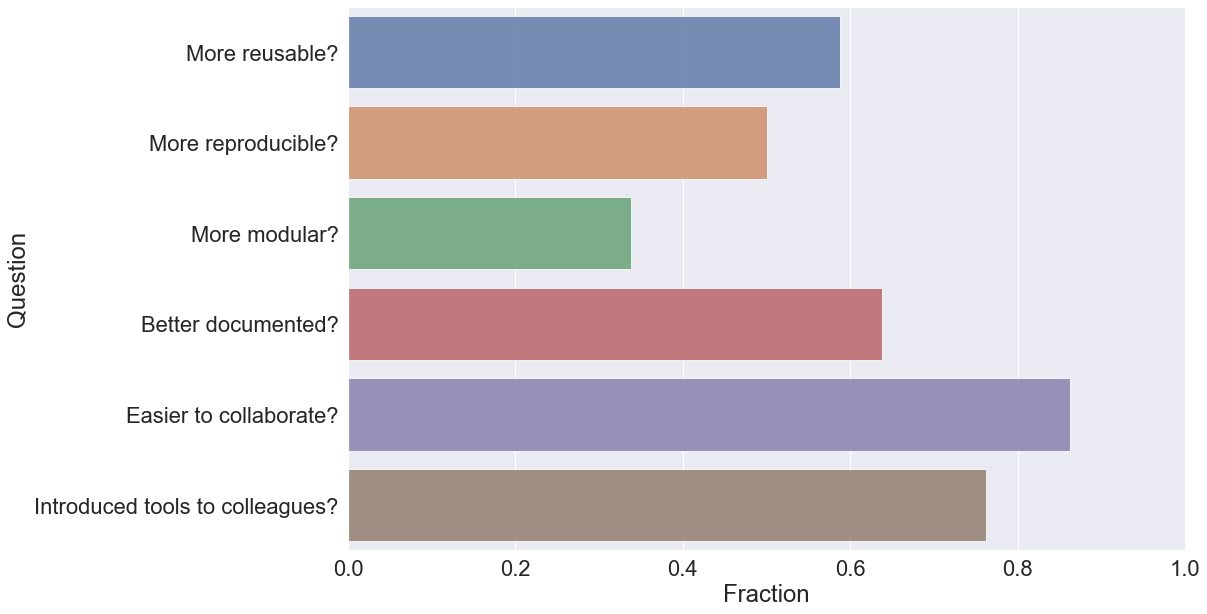 More reusable?
More reproducible?
More modular?
Better documented?
Easier to collaborate?
Introduced tools to colleagues?
Question
0.0 0.2 0.4 0.6 0.8 1.0
Fraction